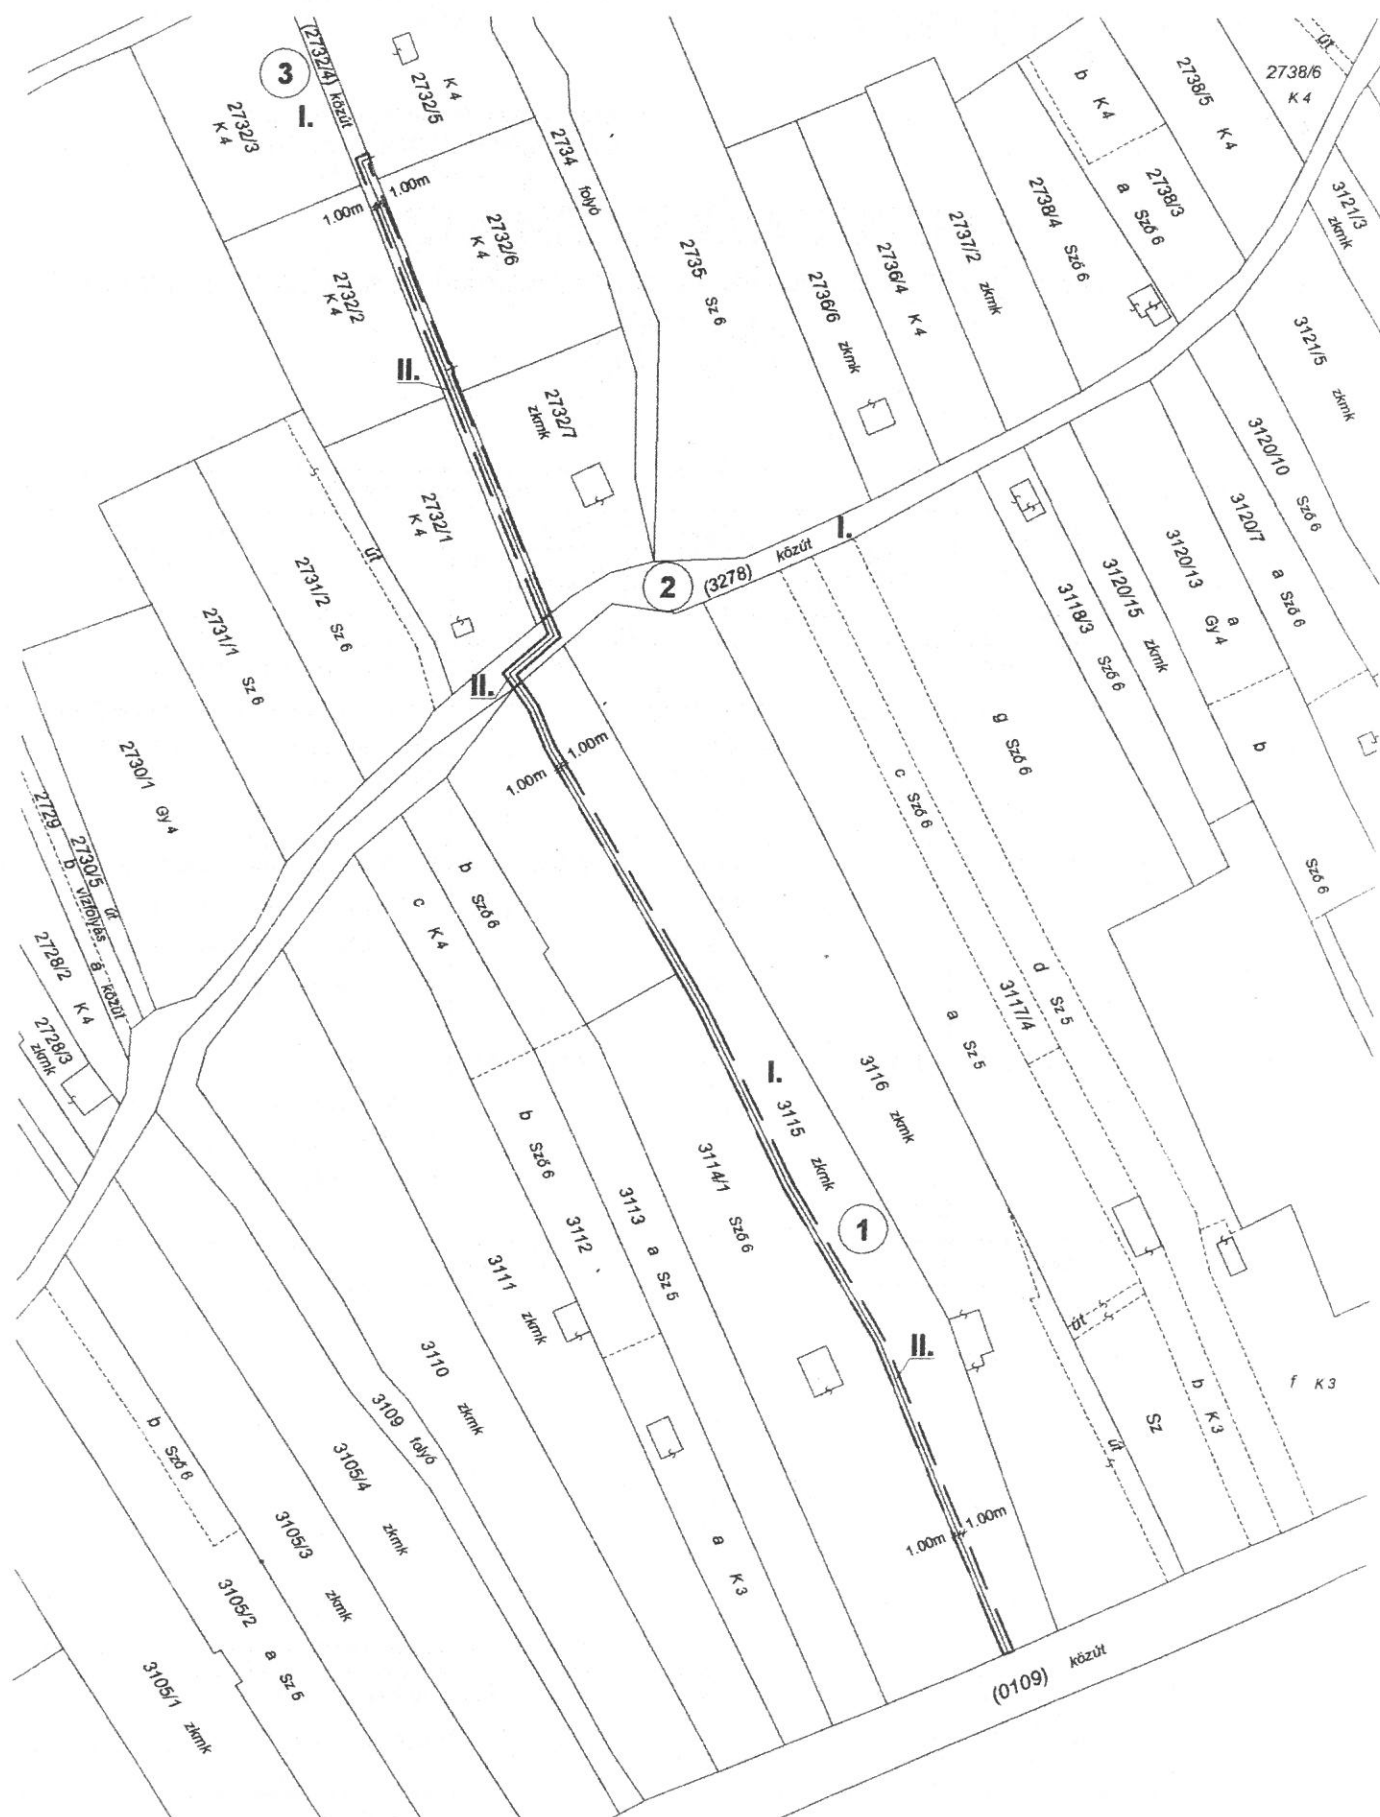 (2732/4) közút
3
I.
K 4
2732/5
2732/3
K 4
1.00m
1.00m
2734 folyó
2732/6
K 4
2732/2
K 4
II.
2735 Sz 6
2736/6 zkmk
2736/4 K 4
2737/2 zkmk
2738/4 Sző 6
b K 4
2738/3
a Sző 6
2738/5 K 4
út
2738/6
K 4
3121/3
zkmk
3121/5 zkmk
2732/7
zkmk
2732/1
K 4
út
2731/2 Sz 6
2731/1 Sz 6
2730/1 Gy 4
2
(3278) közút I.
II.
3120/10 Sző 6
3120/7 a Sző 6
3120/13 a
Gy 4
3120/15 zkmk
3118/3 Sző 6
b
Sző 6
g Sző 6
c Sző 6
1.00m
1.00m
2729
b vízfolyás a közút
2730/5 út
2728/2 K 4
2728/3
zkmk
c K 4
b Sző 6
d Sz 5
3117/4
a Sz 5
3116 zkmk
I.
3115 zkmk
1
3114/1 Sző 6
3113 a Sz 5
b Sző 6
3112
3111 zkmk
3110 zkmk
3109 folyó
II.
út
b K 3
f K 3
Sz
út
b Sző 6
3105/4 zkmk
3105/3 zkmk
3105/2 a Sz 5
3105/1 zkmk
a K 3
1.00m
1.00m
(0109) közút